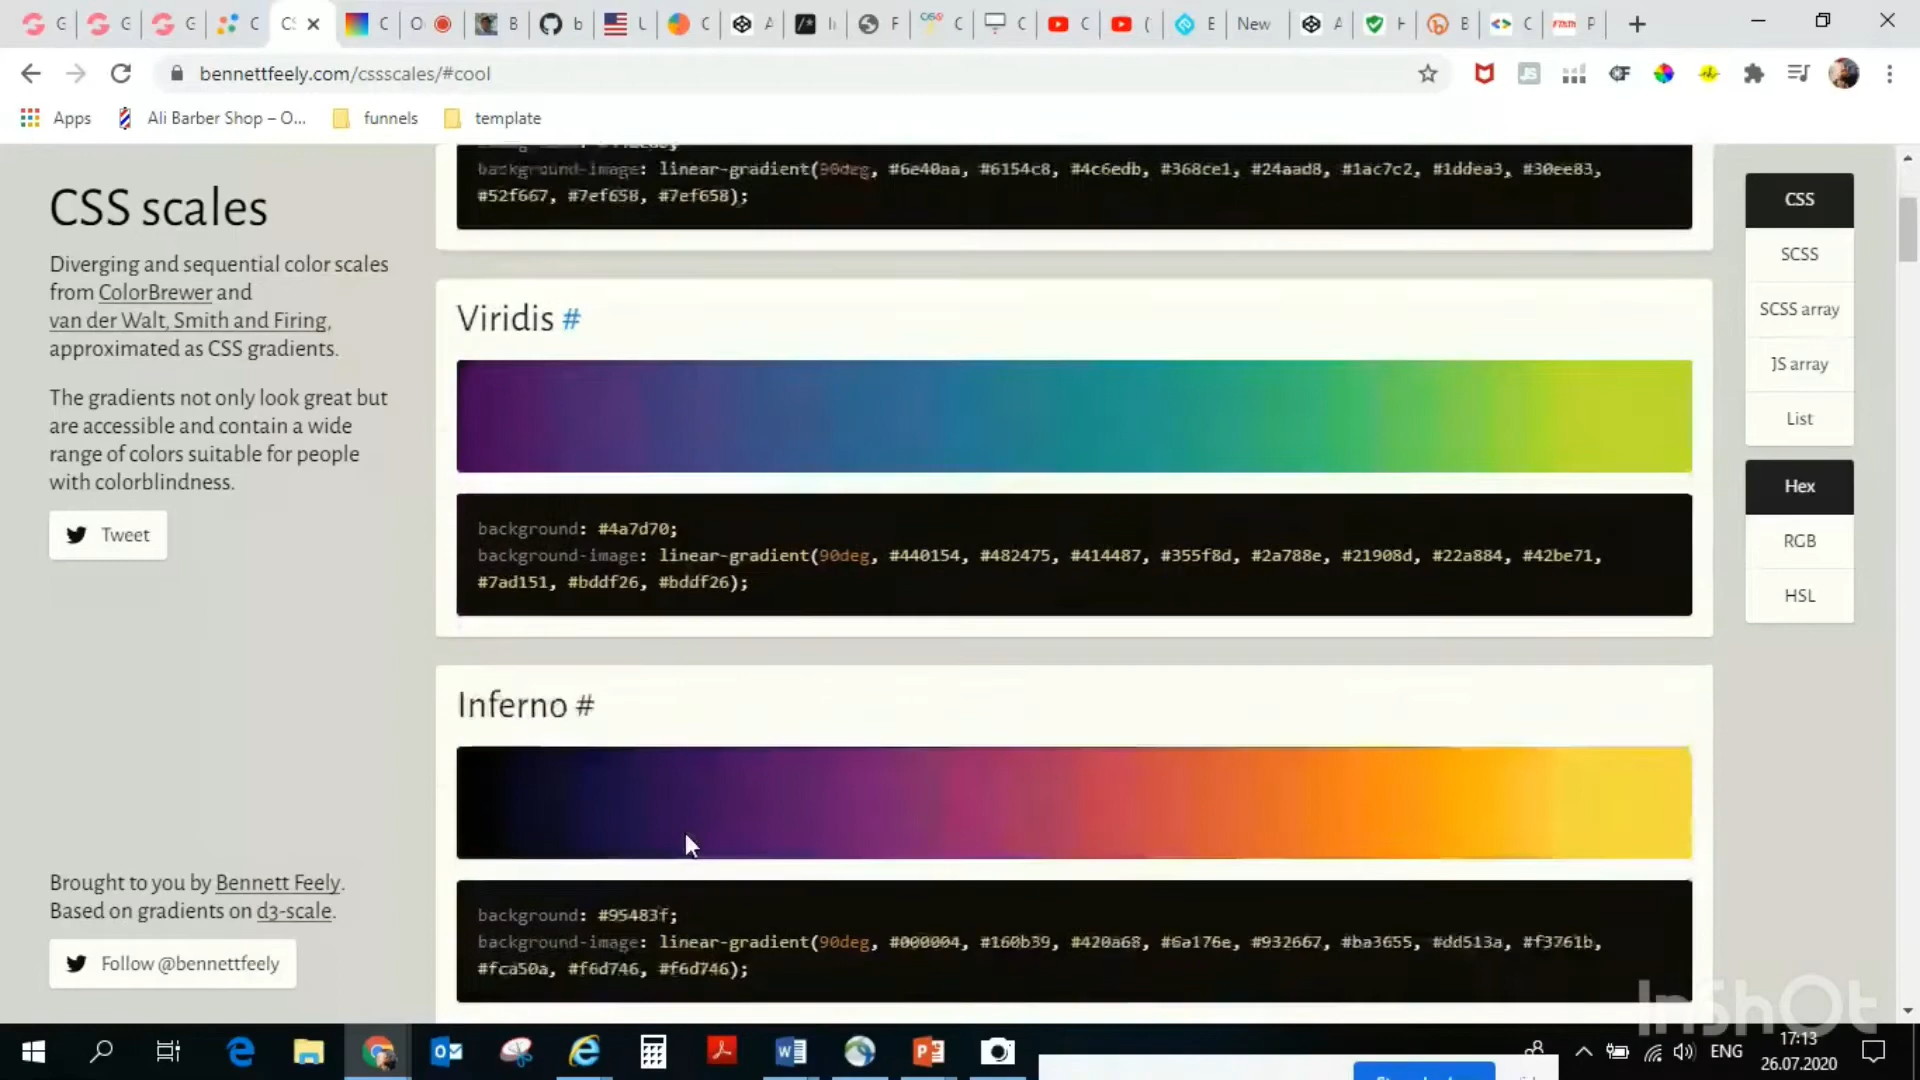 G
G
G
C
CS
C
O
B
b
L
C
A
F
C
C
C
(
E
New
A
H
B
C
P
bennettfeely.com/cssscales/#cool
Apps
Ali Barber Shop – O...
funnels
template
CSS scales
Diverging and sequential color scales
from ColorBrewer and
van der Walt, Smith and Firing,
approximated as CSS gradients.
The gradients not only look great but
are accessible and contain a wide
range of colors suitable for people
with colorblindness.
Tweet
Brought to you by Bennett Feely.
Based on gradients on d3-scale.
Follow @bennettfeely
background-image: linear-gradient(90deg, #6e40aa, #6154c8, #4c6edb, #368ce1, #24aad8, #1ac7c2, #1ddea3, #30ee83,
#52f667, #7ef658, #7ef658);
Viridis #
background: #4a7d70;
background-image: linear-gradient(90deg, #440154, #482475, #414487, #355f8d, #2a788e, #21908d, #22a884, #42be71,
#7ad151, #bddf26, #bddf26);
Inferno #
background: #95483f;
background-image: linear-gradient(90deg, #000004, #160b39, #420a68, #6a176e, #932667, #ba3655, #dd513a, #f3761b,
#fca50a, #f6d746, #f6d746);
CSS
SCSS
SCSS array
JS array
List
Hex
RGB
HSL
InShOt
ENG
17:13
26.07.2020